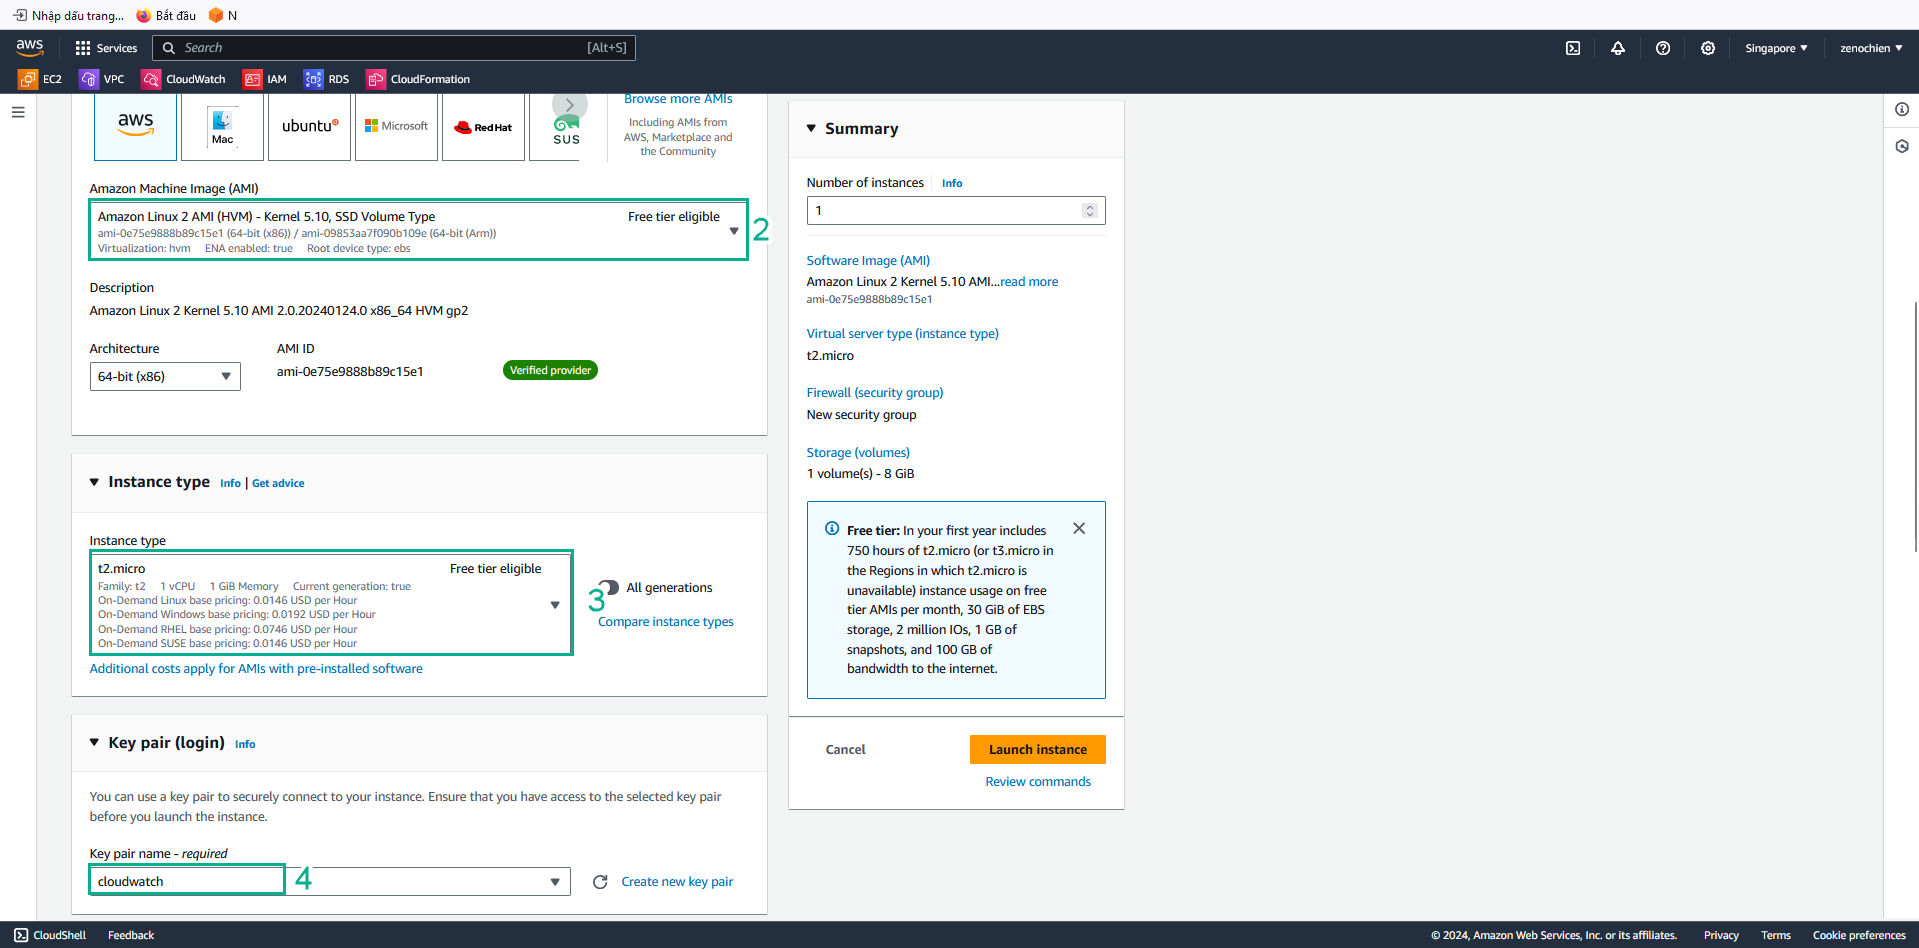 Nhập dấu trang... Bắt đầu N
aws Services Search [Alt+S] Singapore zenochien
EC2 VPC CloudWatch IAM RDS CloudFormation
aws Mac ubuntu Microsoft Red Hat SUS
Browse more AMIs
Including AMIs from
AWS, Marketplace and
the Community
Amazon Machine Image (AMI)
Amazon Linux 2 AMI (HVM) - Kernel 5.10, SSD Volume Type Free tier eligible
ami-0e75e9888b89c15e1 (64-bit (x86)) / ami-09853aa7f090b109e (64-bit (Arm))
Virtualization: hvm ENA enabled: true Root device type: ebs
2
Description
Amazon Linux 2 Kernel 5.10 AMI 2.0.20240124.0 x86_64 HVM gp2
Architecture AMI ID
64-bit (x86) ami-0e75e9888b89c15e1 Verified provider
Instance type Info | Get advice
Instance type
t2.micro Free tier eligible
Family: t2 1 vCPU 1 GiB Memory Current generation: true
On-Demand Linux base pricing: 0.0146 USD per Hour
On-Demand Windows base pricing: 0.0192 USD per Hour
On-Demand RHEL base pricing: 0.0746 USD per Hour
On-Demand SUSE base pricing: 0.0146 USD per Hour
3
All generations
Compare instance types
Additional costs apply for AMIs with pre-installed software
Key pair (login) Info
You can use a key pair to securely connect to your instance. Ensure that you have access to the selected key pair
before you launch the instance.
Key pair name - required
cloudwatch 4 Create new key pair
Summary
Number of instances Info
1
Software Image (AMI)
Amazon Linux 2 Kernel 5.10 AMI...read more
ami-0e75e9888b89c15e1
Virtual server type (instance type)
t2.micro
Firewall (security group)
New security group
Storage (volumes)
1 volume(s) - 8 GiB
Free tier: In your first year includes
750 hours of t2.micro (or t3.micro in
the Regions in which t2.micro is
unavailable) instance usage on free
tier AMIs per month, 30 GiB of EBS
storage, 2 million IOs, 1 GB of
snapshots, and 100 GB of
bandwidth to the internet.
Cancel Launch instance
Review commands
CloudShell Feedback © 2024, Amazon Web Services, Inc. or its affiliates. Privacy Terms Cookie preferences